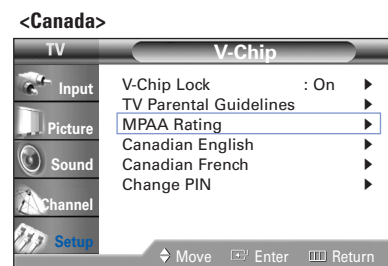 <Canada>
TV
V-Chip
Input
Picture
Sound
Channel
Setup
V-Chip Lock : On
TV Parental Guidelines
MPAA Rating
Canadian English
Canadian French
Change PIN
Move Enter Return